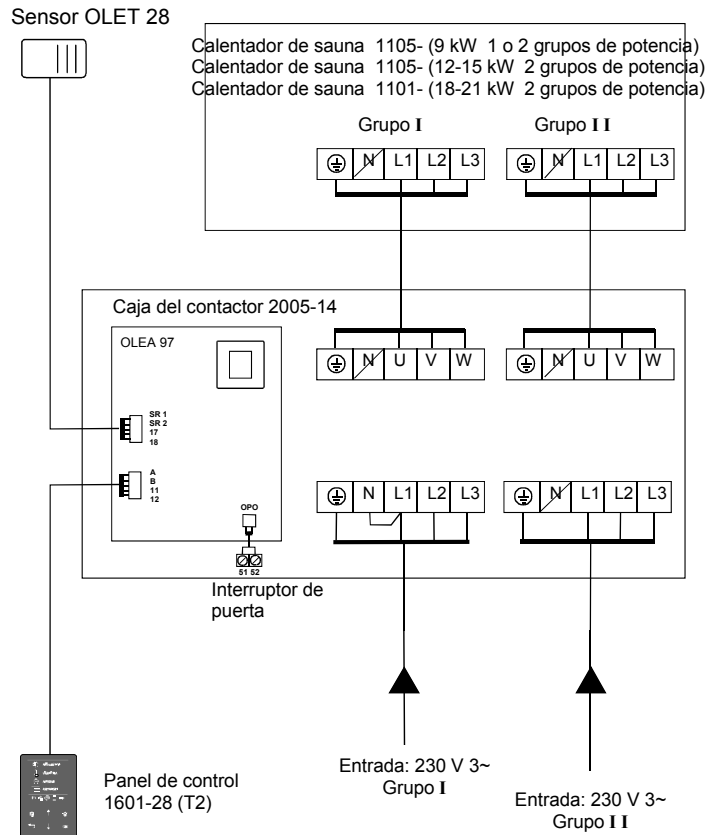 Sensor OLET 28
Calentador de sauna 1105- (9 kW 1 o 2 grupos de potencia)
Calentador de sauna 1105- (12-15 kW 2 grupos de potencia)
Calentador de sauna 1101- (18-21 kW 2 grupos de potencia)
Grupo I
Grupo II
N L1 L2 L3
N L1 L2 L3
Caja del contactor 2005-14
OLEA 97
N U V W
N U V W
SR 1
SR 2
17
18
A
B
11
12
OPO
51 52
N L1 L2 L3
N L1 L2 L3
Interruptor de
puerta
Entrada: 230 V 3~
Grupo I
Entrada: 230 V 3~
Grupo II
Panel de control
1601-28 (T2)